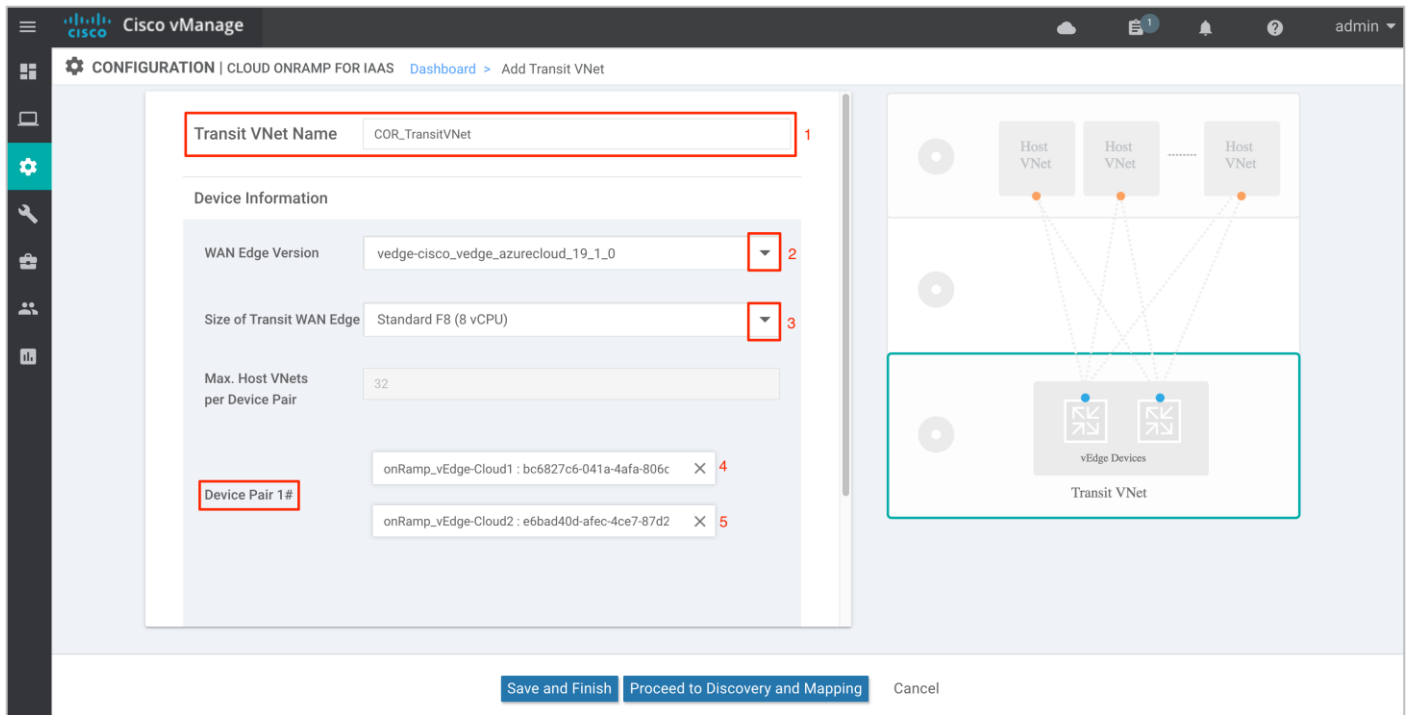 cisco Cisco vManage 1 admin
CONFIGURATION | CLOUD ONRAMP FOR IAAS Dashboard > Add Transit VNet
Transit VNet Name COR_TransitVNet 1
Device Information
WAN Edge Version vedge-cisco_vedge_azurecloud_19_1_0 2
Size of Transit WAN Edge Standard F8 (8 vCPU) 3
Max. Host VNets
per Device Pair 32
Device Pair 1#
onRamp_vEdge-Cloud1 : bc6827c6-041a-4afa-806c 4
onRamp_vEdge-Cloud2 : e6bad40d-afec-4ce7-87d2 5
Host
VNet
Host
VNet
Host
VNet
vEdge Devices
Transit VNet
Save and Finish Proceed to Discovery and Mapping Cancel